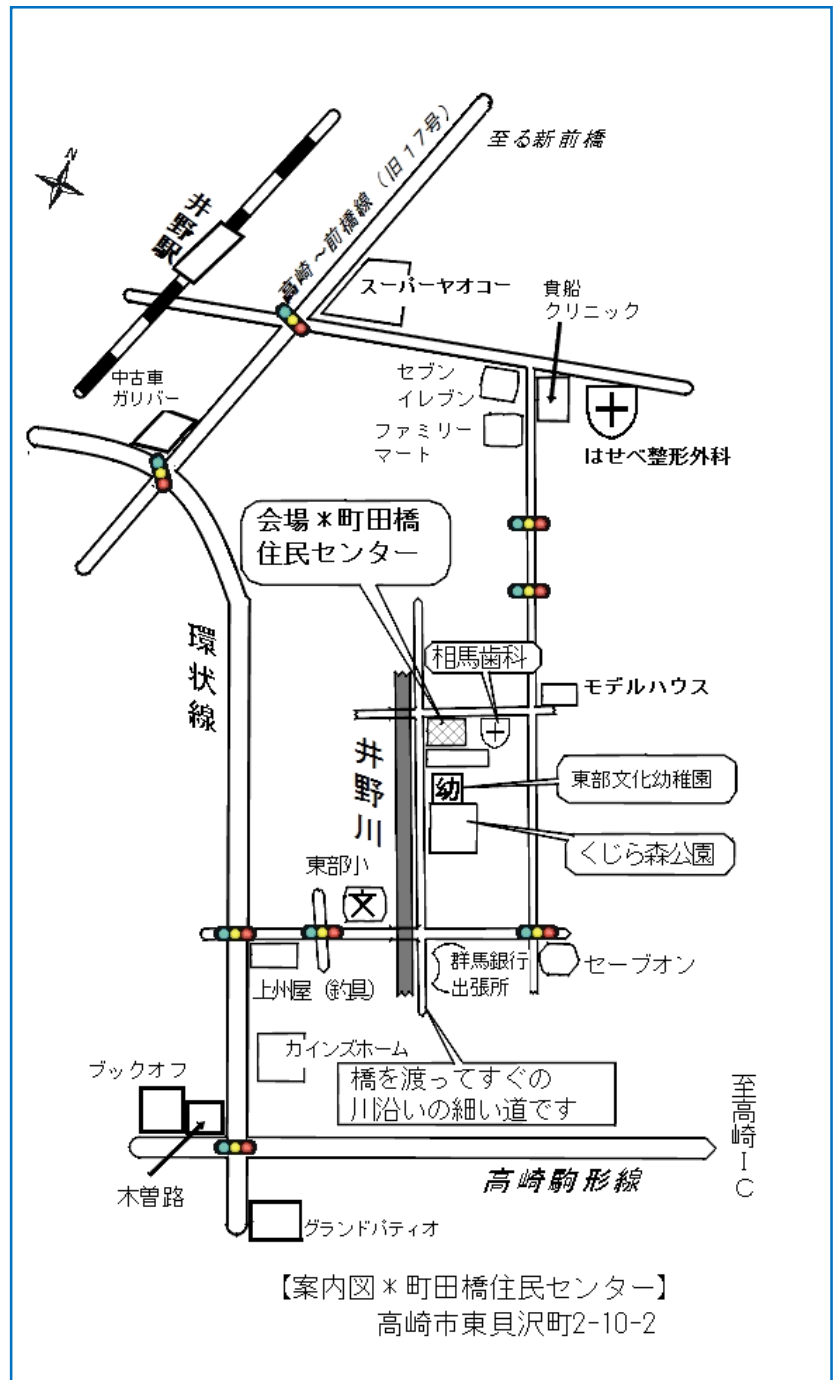 N
至る新前橋
高崎～前橋線（旧17号）
井野駅
スーパーヤオコー
貴船
クリニック
中古車
ガリバー
セブン
イレブン
ファミリー
マート
はせべ整形外科
会場＊町田橋
住民センター
環状線
相馬歯科
モデルハウス
井野川
幼
東部文化幼稚園
くじら森公園
東部小
文
群馬銀行
出張所
セーブオン
上州屋（釣具）
カインズホーム
ブックオフ
橋を渡ってすぐの
川沿いの細い道です
至高崎IC
木曽路
高崎駒形線
グランドパティオ
【案内図＊町田橋住民センター】
高崎市東貝沢町2-10-2